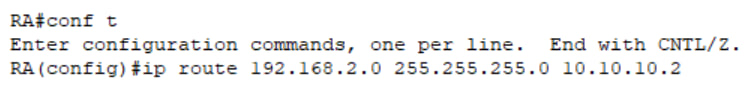 RA#conf t
Enter configuration commands, one per line.  End with CNTL/Z.
RA(config)#ip route 192.168.2.0 255.255.255.0 10.10.10.2